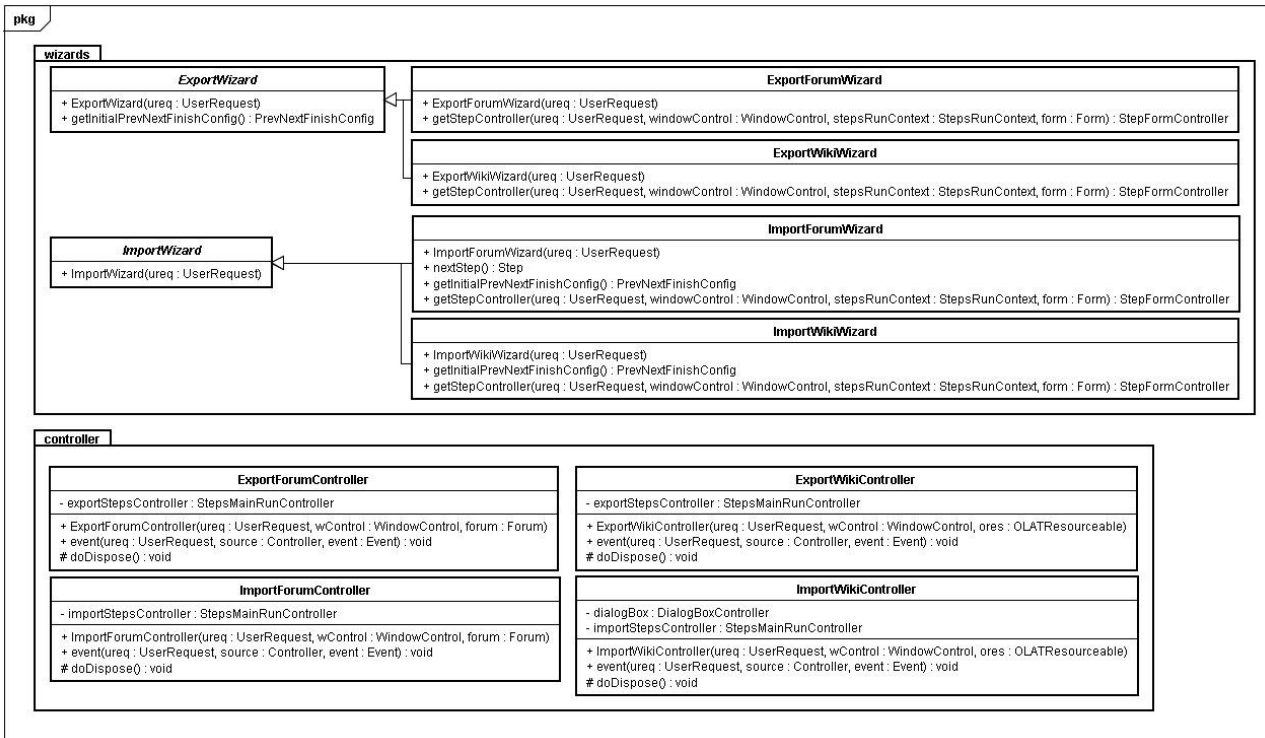 pkg
wizards
ExportWizard
+ ExportWizard(ureq : UserRequest)
+ getInitialPrevNextFinishConfig() : PrevNextFinishConfig
ExportForumWizard
+ ExportForumWizard(ureq : UserRequest)
+ getStepController(ureq : UserRequest, windowControl : WindowControl, stepsRunContext : StepsRunContext, form : Form) : StepFormController
ExportWikiWizard
+ ExportWikiWizard(ureq : UserRequest)
+ getStepController(ureq : UserRequest, windowControl : WindowControl, stepsRunContext : StepsRunContext, form : Form) : StepFormController
ImportWizard
+ ImportWizard(ureq : UserRequest)
ImportForumWizard
+ ImportForumWizard(ureq : UserRequest)
+ nextStep() : Step
+ getInitialPrevNextFinishConfig() : PrevNextFinishConfig
+ getStepController(ureq : UserRequest, windowControl : WindowControl, stepsRunContext : StepsRunContext, form : Form) : StepFormController
ImportWikiWizard
+ ImportWikiWizard(ureq : UserRequest)
+ getInitialPrevNextFinishConfig() : PrevNextFinishConfig
+ getStepController(ureq : UserRequest, windowControl : WindowControl, stepsRunContext : StepsRunContext, form : Form) : StepFormController
controller
ExportForumController
- exportStepsController : StepsMainRunController
+ ExportForumController(ureq : UserRequest, wControl : WindowControl, forum : Forum)
+ event(ureq : UserRequest, source : Controller, event : Event) : void
# doDispose() : void
ExportWikiController
- exportStepsController : StepsMainRunController
+ ExportWikiController(ureq : UserRequest, wControl : WindowControl, ores : OLATResourceable)
+ event(ureq : UserRequest, source : Controller, event : Event) : void
# doDispose() : void
ImportForumController
- importStepsController : StepsMainRunController
+ ImportForumController(ureq : UserRequest, wControl : WindowControl, forum : Forum)
+ event(ureq : UserRequest, source : Controller, event : Event) : void
# doDispose() : void
ImportWikiController
- dialogBox : DialogBoxController
- importStepsController : StepsMainRunController
+ ImportWikiController(ureq : UserRequest, wControl : WindowControl, ores : OLATResourceable)
+ event(ureq : UserRequest, source : Controller, event : Event) : void
# doDispose() : void